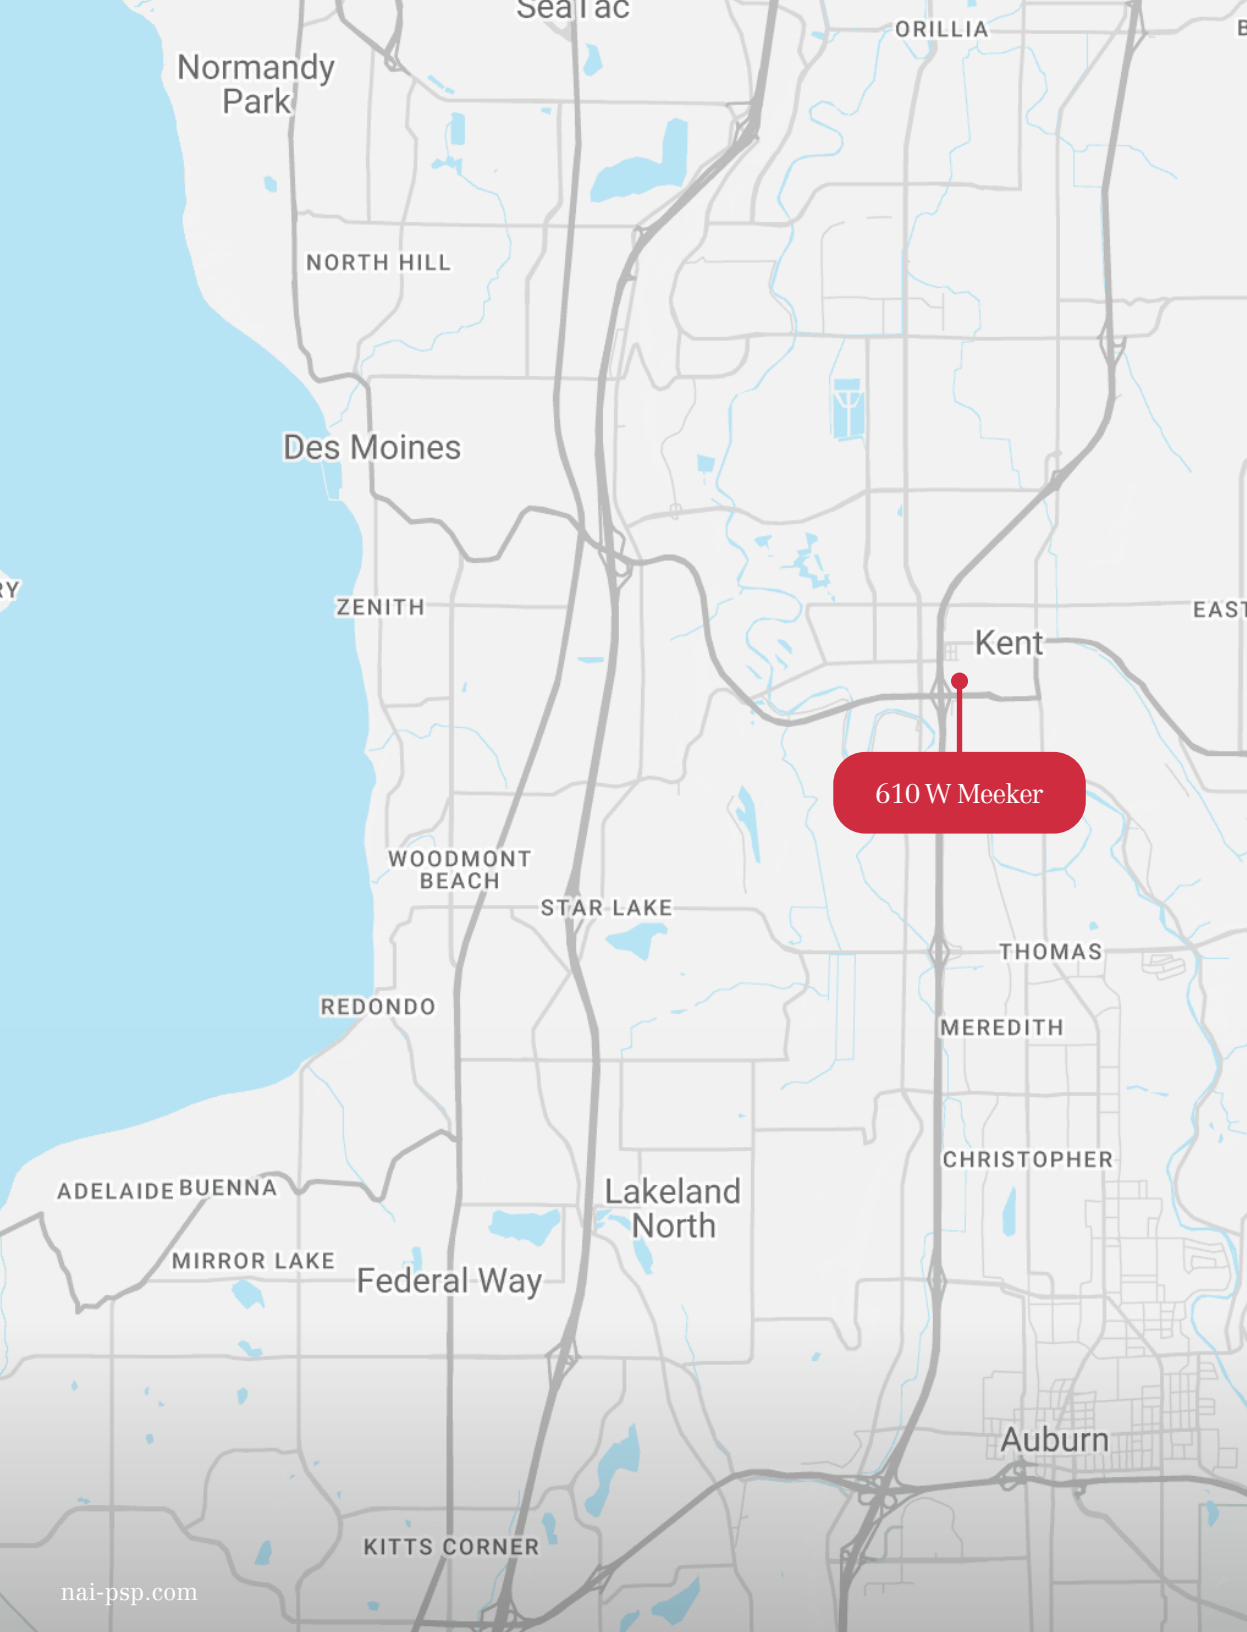 SeaTac
ORILLIA
Normandy
Park
NORTH HILL
Des Moines
ZENITH
EAST
Kent
610 W Meeker
WOODMONT
BEACH
STAR LAKE
THOMAS
REDONDO
MEREDITH
CHRISTOPHER
ADELAIDE
BUENNA
Lakeland
North
MIRROR LAKE
Federal Way
Auburn
KITTS CORNER
nai-psp.com